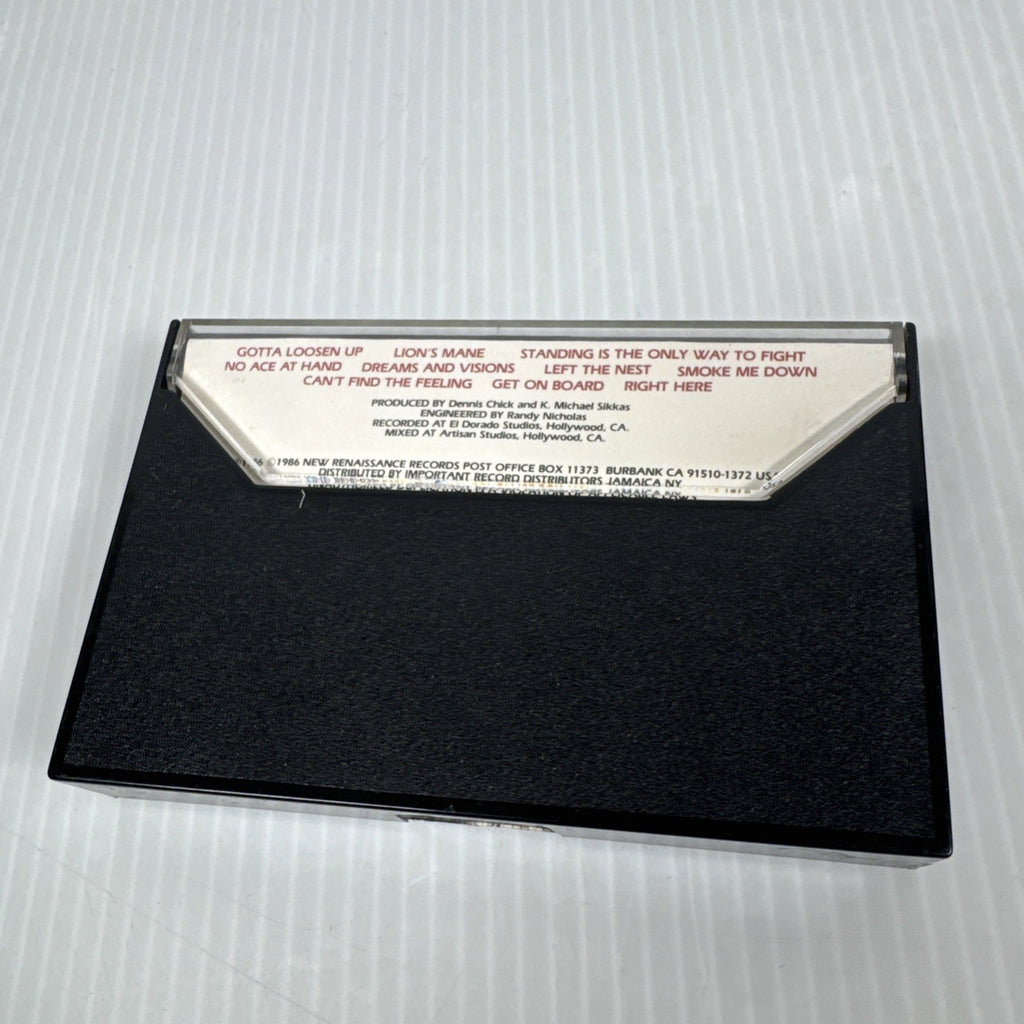 GOTTA LOOSEN UP LION'S MANE STANDING IS THE ONLY WAY TO FIGHT
NO ACE AT HAND DREAMS AND VISIONS LEFT THE NEST SMOKE ME DOWN
CAN'T FIND THE FEELING GET ON BOARD RIGHT HERE
PRODUCED BY Dennis Chick and K. Michael Sikkas
ENGINEERED BY Randy Nicholas
RECORDED AT El Dorado Studios, Hollywood, CA.
MIXED AT Artisan Studios, Hollywood, CA.
©1986 NEW RENAISSANCE RECORDS POST OFFICE BOX 11373 BURBANK CA 91510-1372 US
DISTRIBUTED BY IMPORTANT RECORD DISTRIBUTORS JAMAICA NY